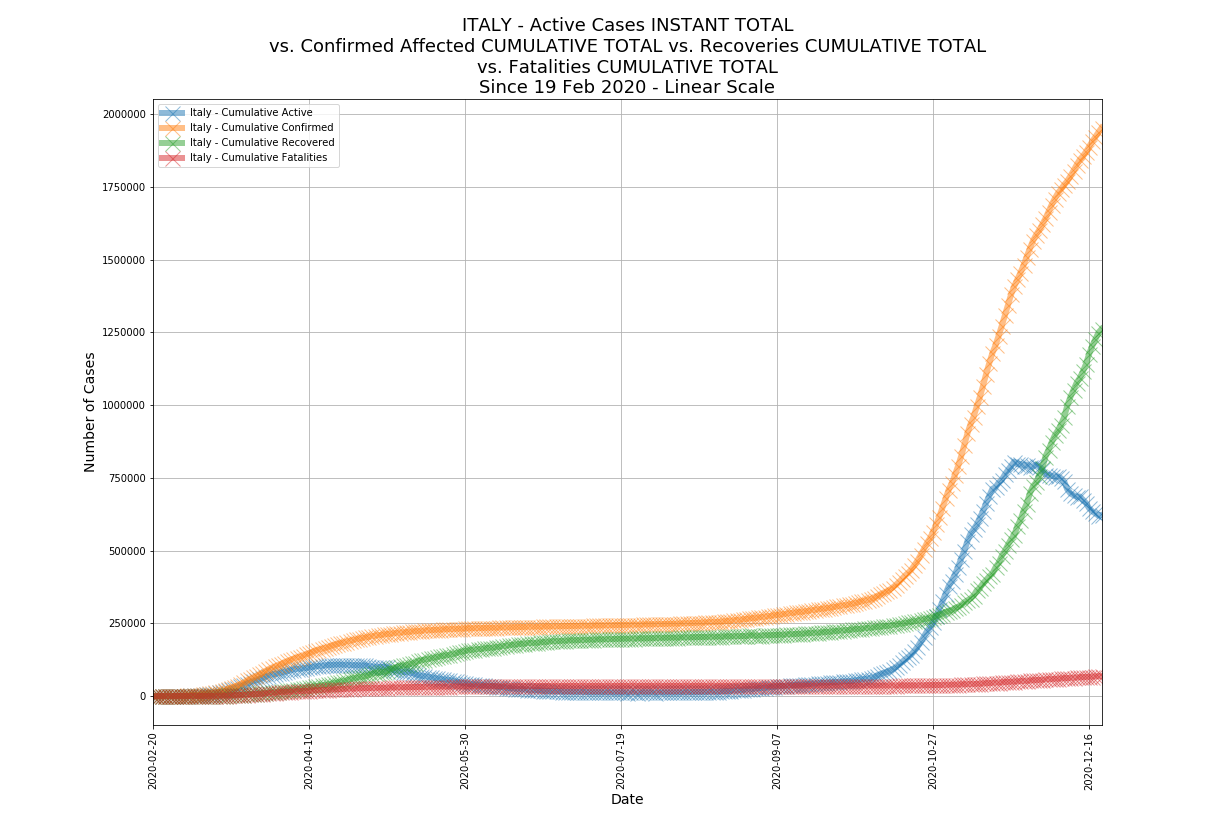 ITALY - Active Cases INSTANT TOTAL
vs. Confirmed Affected CUMULATIVE TOTAL vs. Recoveries CUMULATIVE TOTAL
vs. Fatalities CUMULATIVE TOTAL
Since 19 Feb 2020 - Linear Scale
Italy - Cumulative Active
Italy - Cumulative Confirmed
Italy - Cumulative Recovered
Italy - Cumulative Fatalities
Number of Cases
2000000
1750000
1500000
1250000
1000000
750000
500000
250000
0
2020-02-20
2020-04-10
2020-05-30
2020-07-19
2020-09-07
2020-10-27
2020-12-16
Date